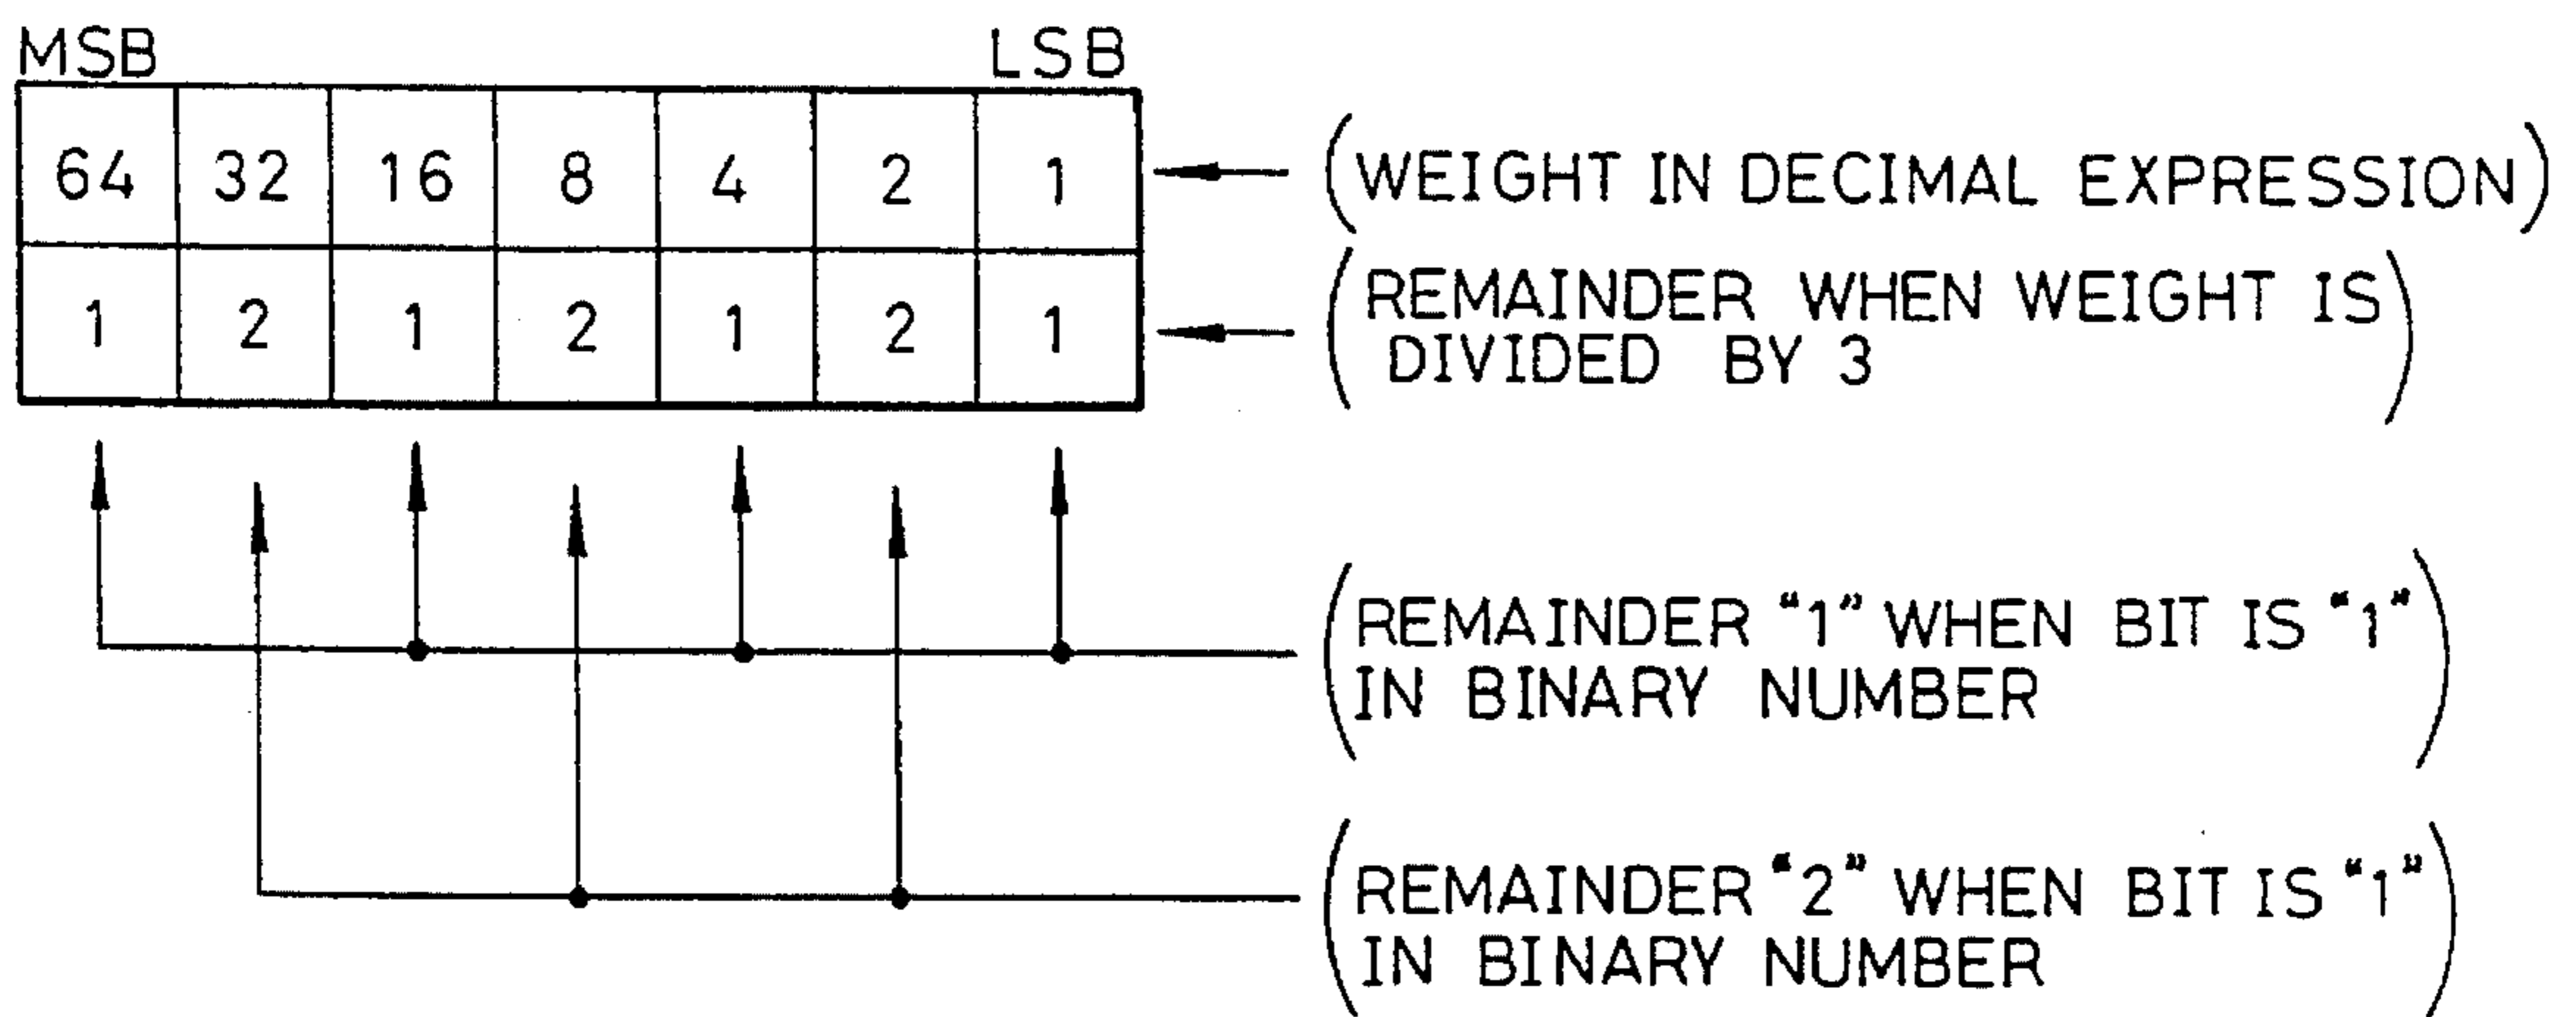 MSB LSB
64 32 16 8 4 2 1 (WEIGHT IN DECIMAL EXPRESSION)
1 2 1 2 1 2 1 (REMAINDER WHEN WEIGHT IS
DIVIDED BY 3)
(REMAINDER "1" WHEN BIT IS "1"
IN BINARY NUMBER)
(REMAINDER "2" WHEN BIT IS "1"
IN BINARY NUMBER)